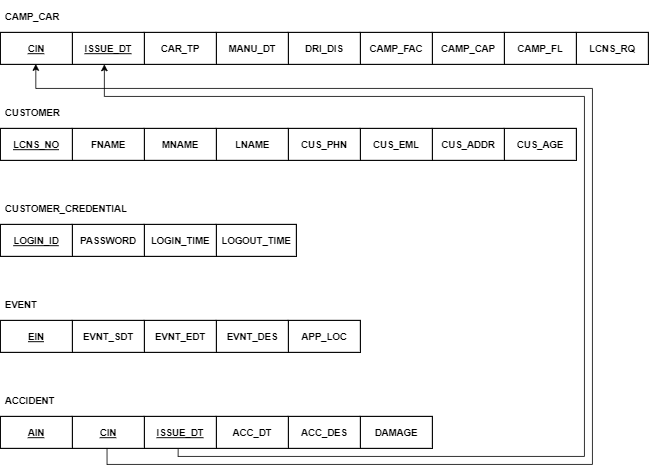 CAMP_CAR
CIN ISSUE_DT CAR_TP MANU_DT DRI_DIS CAMP_FAC CAMP_CAP CAMP_FL LCNS_RQ
CUSTOMER
LCNS_NO FNAME MNAME LNAME CUS_PHN CUS_EML CUS_ADDR CUS_AGE
CUSTOMER_CREDENTIAL
LOGIN_ID PASSWORD LOGIN_TIME LOGOUT_TIME
EVENT
EIN EVNT_SDT EVNT_EDT EVNT_DES APP_LOC
ACCIDENT
AIN CIN ISSUE_DT ACC_DT ACC_DES DAMAGE